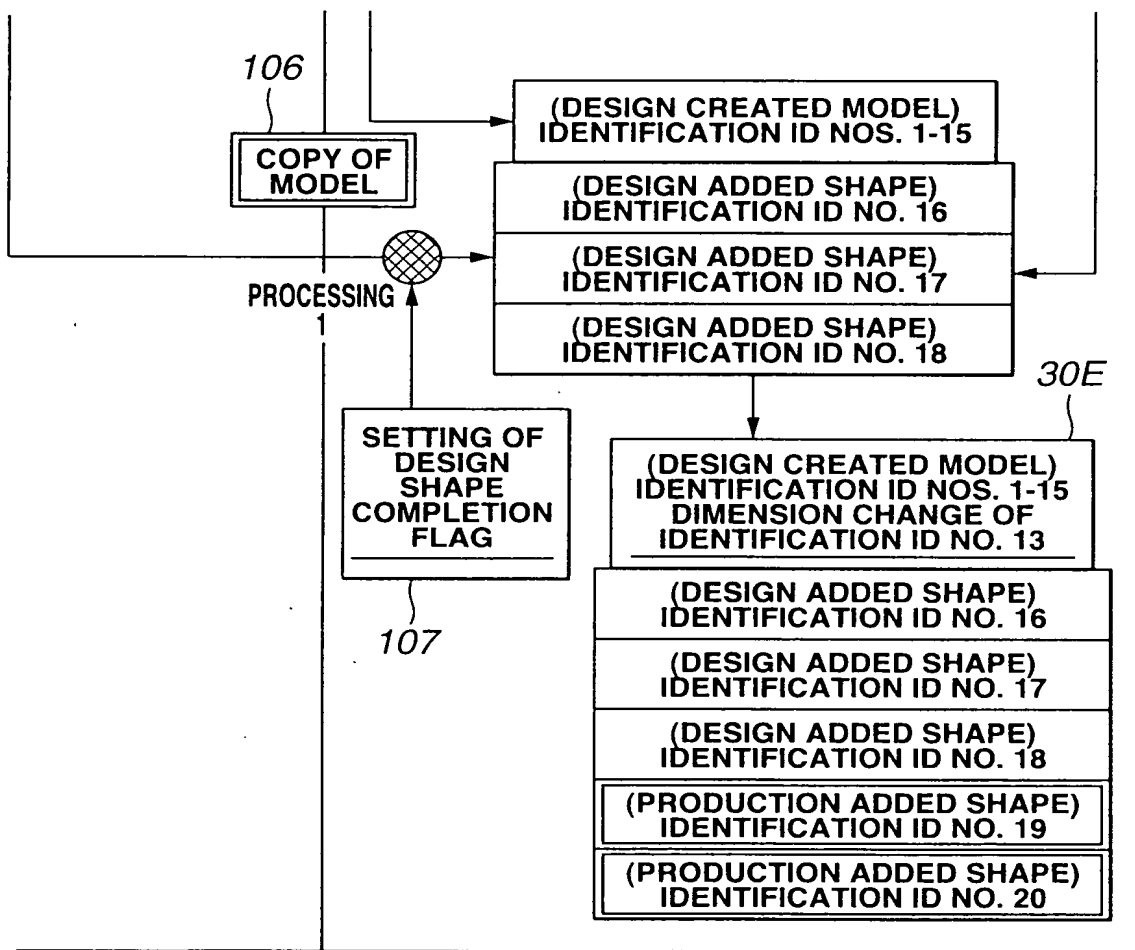 106
COPY OF
MODEL
(DESIGN CREATED MODEL)
IDENTIFICATION ID NOS. 1-15
(DESIGN ADDED SHAPE)
IDENTIFICATION ID NO. 16
(DESIGN ADDED SHAPE)
IDENTIFICATION ID NO. 17
(DESIGN ADDED SHAPE)
IDENTIFICATION ID NO. 18
PROCESSING
1
SETTING OF
DESIGN
SHAPE
COMPLETION
FLAG
107
30E
(DESIGN CREATED MODEL)
IDENTIFICATION ID NOS. 1-15
DIMENSION CHANGE OF
IDENTIFICATION ID NO. 13
(DESIGN ADDED SHAPE)
IDENTIFICATION ID NO. 16
(DESIGN ADDED SHAPE)
IDENTIFICATION ID NO. 17
(DESIGN ADDED SHAPE)
IDENTIFICATION ID NO. 18
(PRODUCTION ADDED SHAPE)
IDENTIFICATION ID NO. 19
(PRODUCTION ADDED SHAPE)
IDENTIFICATION ID NO. 20